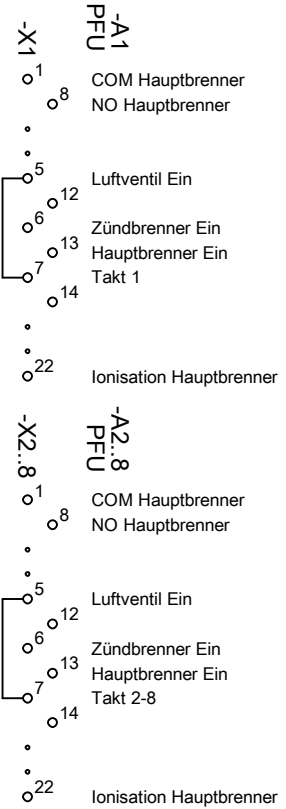 -A1
PFU
-X1
1 COM Hauptbrenner
8 NO Hauptbrenner
5 Luftventil Ein
12
6 Zündbrenner Ein
13 Hauptbrenner Ein
7 Takt 1
14
22 Ionisation Hauptbrenner
-A2..8
PFU
-X2..8
1 COM Hauptbrenner
8 NO Hauptbrenner
5 Luftventil Ein
12
6 Zündbrenner Ein
13 Hauptbrenner Ein
7 Takt 2-8
14
22 Ionisation Hauptbrenner